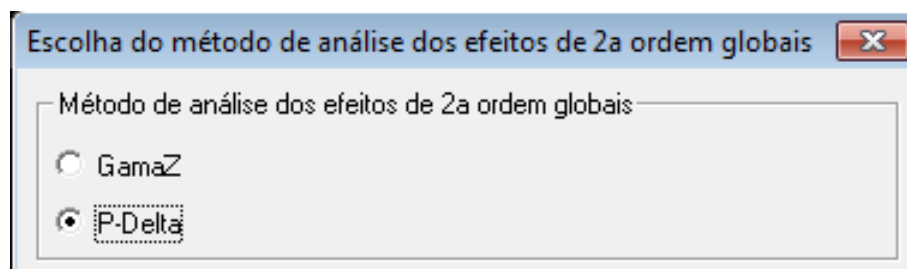 Escolha do método de análise dos efeitos de 2a ordem globais
Método de análise dos efeitos de 2a ordem globais
GamaZ
P-Delta